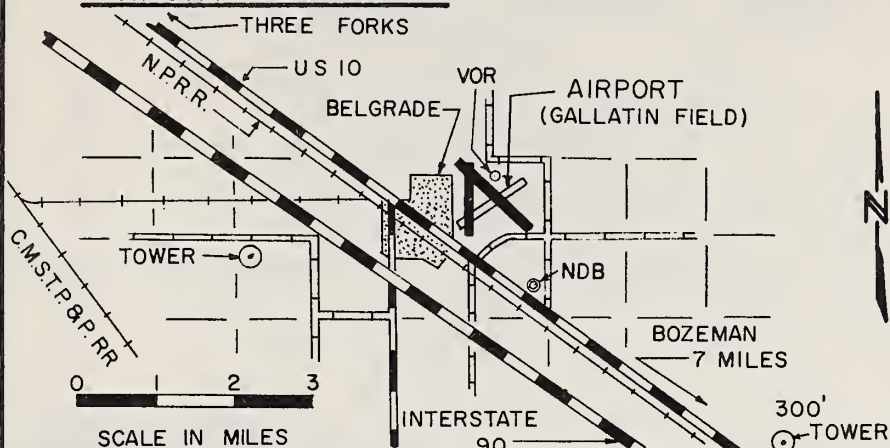 THREE FORKS
US 10
N.P.R.R.
VOR
AIRPORT
(GALLATIN FIELD)
BELGRADE
N
TOWER
NDB
C.M.S.T.P. & P. RR
BOZEMAN
7 MILES
0 1 2 3
SCALE IN MILES
INTERSTATE
90
300'
TOWER